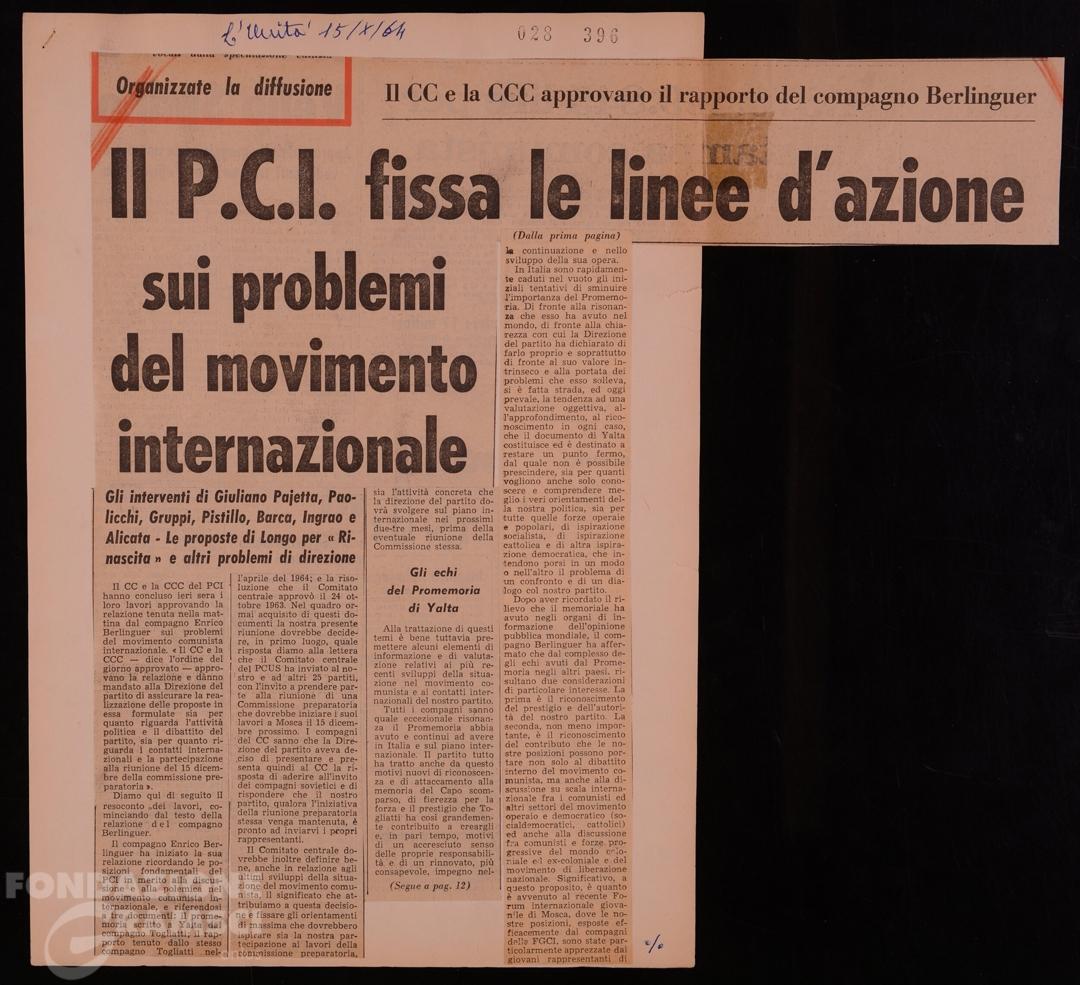 L'Unità 15/X/64
028 396
Organizzate la diffusione
Il CC e la CCC approvano il rapporto del compagno Berlinguer
Il P.C.I. fissa le linee d'azione
sui problemi
del movimento
internazionale
Gli interventi di Giuliano Pajetta, Pao-
licchi, Gruppi, Pistillo, Barca, Ingrao e
Alicata - Le proposte di Longo per « Ri-
nascita » e altri problemi di direzione
Il CC e la CCC del PCI
hanno concluso ieri sera i
loro lavori approvando la
relazione tenuta nella mat-
tina dal compagno Enrico
Berlinguer sui problemi
del movimento comunista
internazionale. « Il CC e la
CCC — dice l'ordine del
giorno approvato — appro-
vano la relazione e danno
mandato alla Direzione del
partito di assicurare la rea-
lizzazione delle proposte in
essa formulate sia per
quanto riguarda l'attività
politica e il dibattito del
partito, sia per quanto ri-
guarda i contatti interna-
zionali e la partecipazione
alla riunione del 15 dicem-
bre della commissione pre-
paratoria ».
Diamo qui di seguito il
resoconto dei lavori, co-
minciando dal testo della
relazione del compagno
Berlinguer.
Il compagno Enrico Ber-
linguer ha iniziato la sua
relazione ricordando le po-
sizioni fondamentali del
PCI in merito alla discus-
sione e alla polemica nel
movimento comunista in-
ternazionale, e riferendosi
a tre documenti: il prome-
moria scritto a Yalta dal
compagno Togliatti; il rap-
porto tenuto dallo stesso
compagno Togliatti nel-
l'aprile del 1964; e la riso-
luzione che il Comitato
centrale approvò il 24 ot-
tobre 1963. Nel quadro or-
mai acquisito di questi do-
cumenti la nostra presente
riunione dovrebbe decide-
re, in primo luogo, quale
risposta diamo alla lettera
che il Comitato centrale
del PCUS ha inviato al no-
stro e ad altri 25 partiti,
con l'invito a prendere par-
te alla riunione di una
Commissione preparatoria
che dovrebbe iniziare i suoi
lavori a Mosca il 15 dicem-
bre prossimo. I compagni
del CC sanno che la Dire-
zione del partito aveva de-
ciso di presentare e pre-
senta quindi al CC la ri-
sposta di aderire all'invito
dei compagni sovietici e di
rispondere che il nostro
partito, qualora l'iniziativa
della riunione preparatoria
stessa venga mantenuta, è
pronto ad inviarvi i propri
rappresentanti.
Il Comitato centrale do-
vrebbe inoltre definire be-
ne, anche in relazione agli
ultimi sviluppi della situa-
zione del movimento comu-
nista, il significato che at-
tribuiamo a questa decisio-
ne e fissare gli orientamenti
di massima che dovrebbero
ispirare sia la nostra par-
tecipazione ai lavori della
commissione preparatoria,
sia l'attività concreta che
la direzione del partito do-
vrà svolgere sul piano in-
ternazionale nei prossimi
due-tre mesi, prima della
eventuale riunione della
Commissione stessa.
Gli echi
del Promemoria
di Yalta
Alla trattazione di questi
temi è bene tuttavia pre-
mettere alcuni elementi di
informazione e di valuta-
zione relativi ai più re-
centi sviluppi della situa-
zione nel movimento co-
munista e ai contatti inter-
nazionali del nostro partito.
Tutti i compagni sanno
quale eccezionale risonan-
za il Promemoria abbia
avuto e continui ad avere
in Italia e sul piano inter-
nazionale. Il partito tutto
ha tratto anche da questo
motivi nuovi di riconoscen-
za e di attaccamento alla
memoria del Capo scom-
parso, di fierezza per la
forza e il prestigio che To-
gliatti ha così grandemen-
te contribuito a creargli
e, in pari tempo, motivi
di un accresciuto senso
delle proprie responsabili-
tà e di un rinnovato, più
consapevole, impegno nel-
(Segue a pag. 12)
(Dalla prima pagina)
la continuazione e nello
sviluppo della sua opera.
In Italia sono rapidamen-
te caduti nel vuoto gli ini-
ziali tentativi di sminuire
l'importanza del Promemo-
ria. Di fronte alla risonan-
za che esso ha avuto nel
mondo, di fronte alla chia-
rezza con cui la Direzione
del partito ha dichiarato di
farlo proprio e soprattutto
di fronte al suo valore in-
trinseco e alla portata dei
problemi che esso solleva,
si è fatta strada, ed oggi
prevale, la tendenza ad una
valutazione oggettiva, al-
l'approfondimento, al rico-
noscimento in ogni caso,
che il documento di Yalta
costituisce ed è destinato a
restare un punto fermo,
dal quale non è possibile
prescindere, sia per quanti
vogliono anche solo cono-
scere e comprendere me-
glio i veri orientamenti del-
la nostra politica, sia per
tutte quelle forze operaie
e popolari, di ispirazione
socialista, di ispirazione
cattolica e di altra ispira-
zione democratica, che in-
tendono porsi in un modo
o nell'altro il problema di
un confronto e di un dia-
logo col nostro partito.
Dopo aver ricordato il ri-
lievo che il memoriale ha
avuto negli organi di in-
formazione dell'opinione
pubblica mondiale, il com-
pagno Berlinguer ha affer-
mato che dal complesso de-
gli echi avuti dal Prome-
moria negli altri paesi, ri-
sultano due considerazioni
di particolare interesse. La
prima è il riconoscimento
del prestigio e dell'autori-
tà del nostro partito. La
seconda, non meno impor-
tante, è il riconoscimento
del contributo che le no-
stre posizioni possono por-
tare non solo al dibattito
interno del movimento co-
munista, ma anche alla di-
scussione su scala interna-
zionale fra i comunisti ed
altri settori del movimento
operaio e democratico (so-
cialdemocratici, cattolici)
ed anche alla discussione
fra comunisti e forze pro-
gressive del mondo colo-
niale ed ex-coloniale e del
movimento di liberazione
nazionale. Significativo, a
questo proposito, è quanto
è avvenuto al recente Fo-
rum internazionale giova-
nile di Mosca, dove le no-
stre posizioni, esposte ef-
ficacemente dai compagni
della FGCI, sono state par-
ticolarmente apprezzate dai
giovani rappresentanti di
%
FONDAZIONE